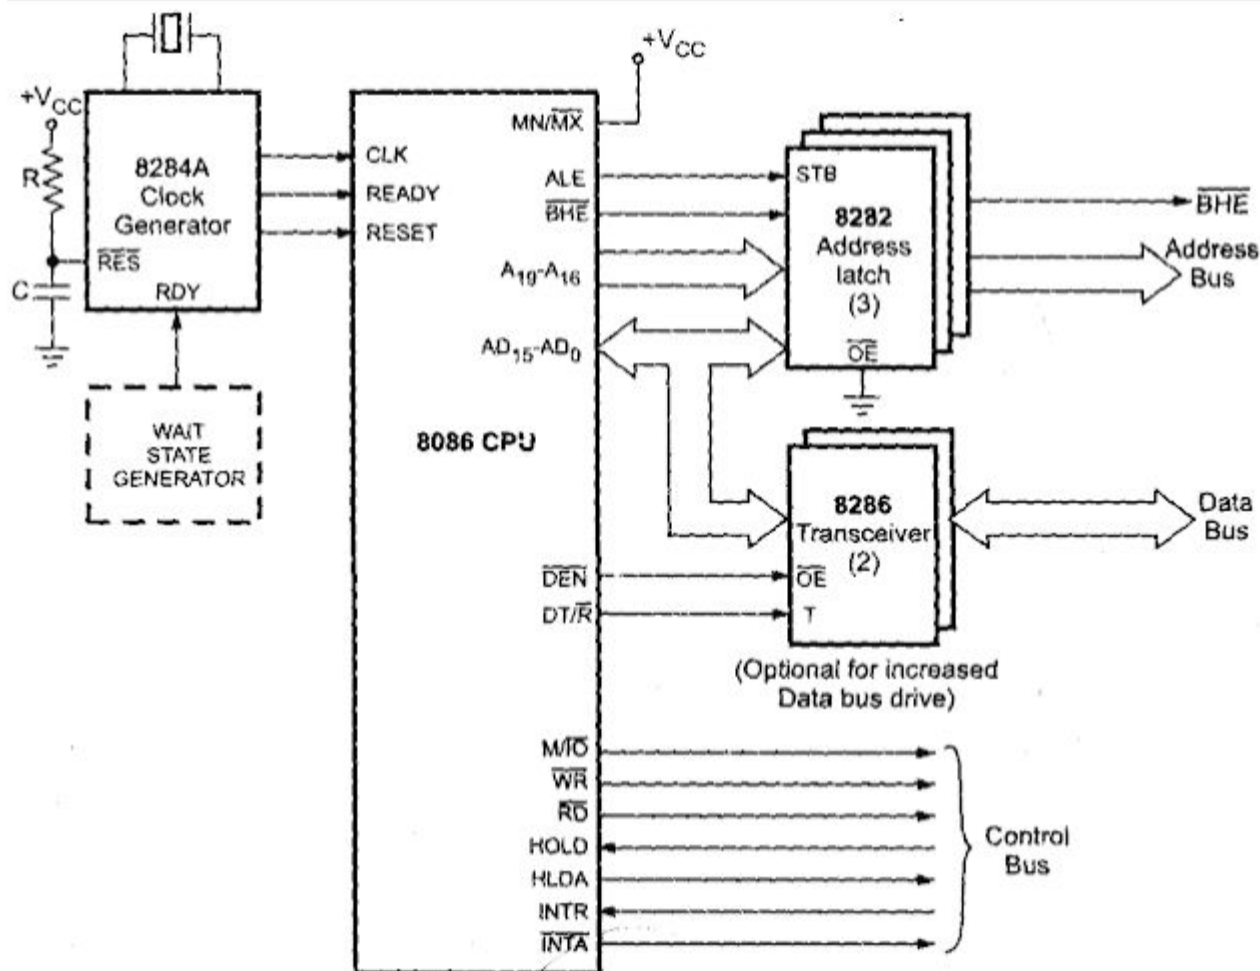 +VCC
R
C
8284A
Clock
Generator
RES
RDY
WAIT
STATE
GENERATOR
CLK
READY
RESET
8086 CPU
+VCC
MN/MX
ALE
BHE
A19-A16
AD15-AD0
DEN
DT/R
M/IO
WR
RD
HOLD
HLDA
INTR
INTA
STB
8282
Address
latch
(3)
OE
BHE
Address
Bus
8286
Transceiver
(2)
OE
T
Data
Bus
(Optional for increased
Data bus drive)
Control
Bus